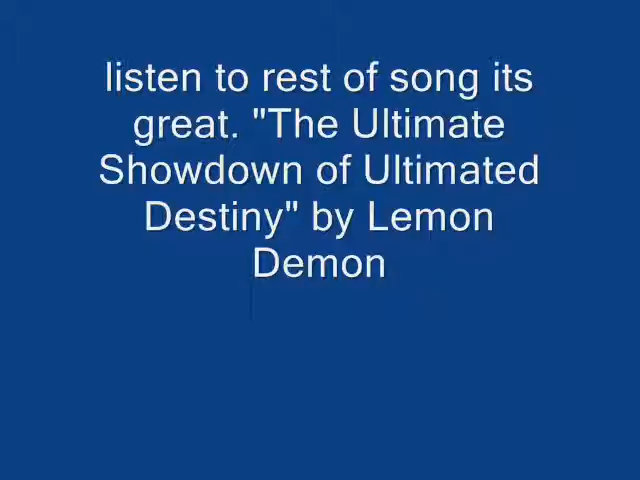 listen to rest of song its
great. "The Ultimate
Showdown of Ultimated
Destiny" by Lemon
Demon